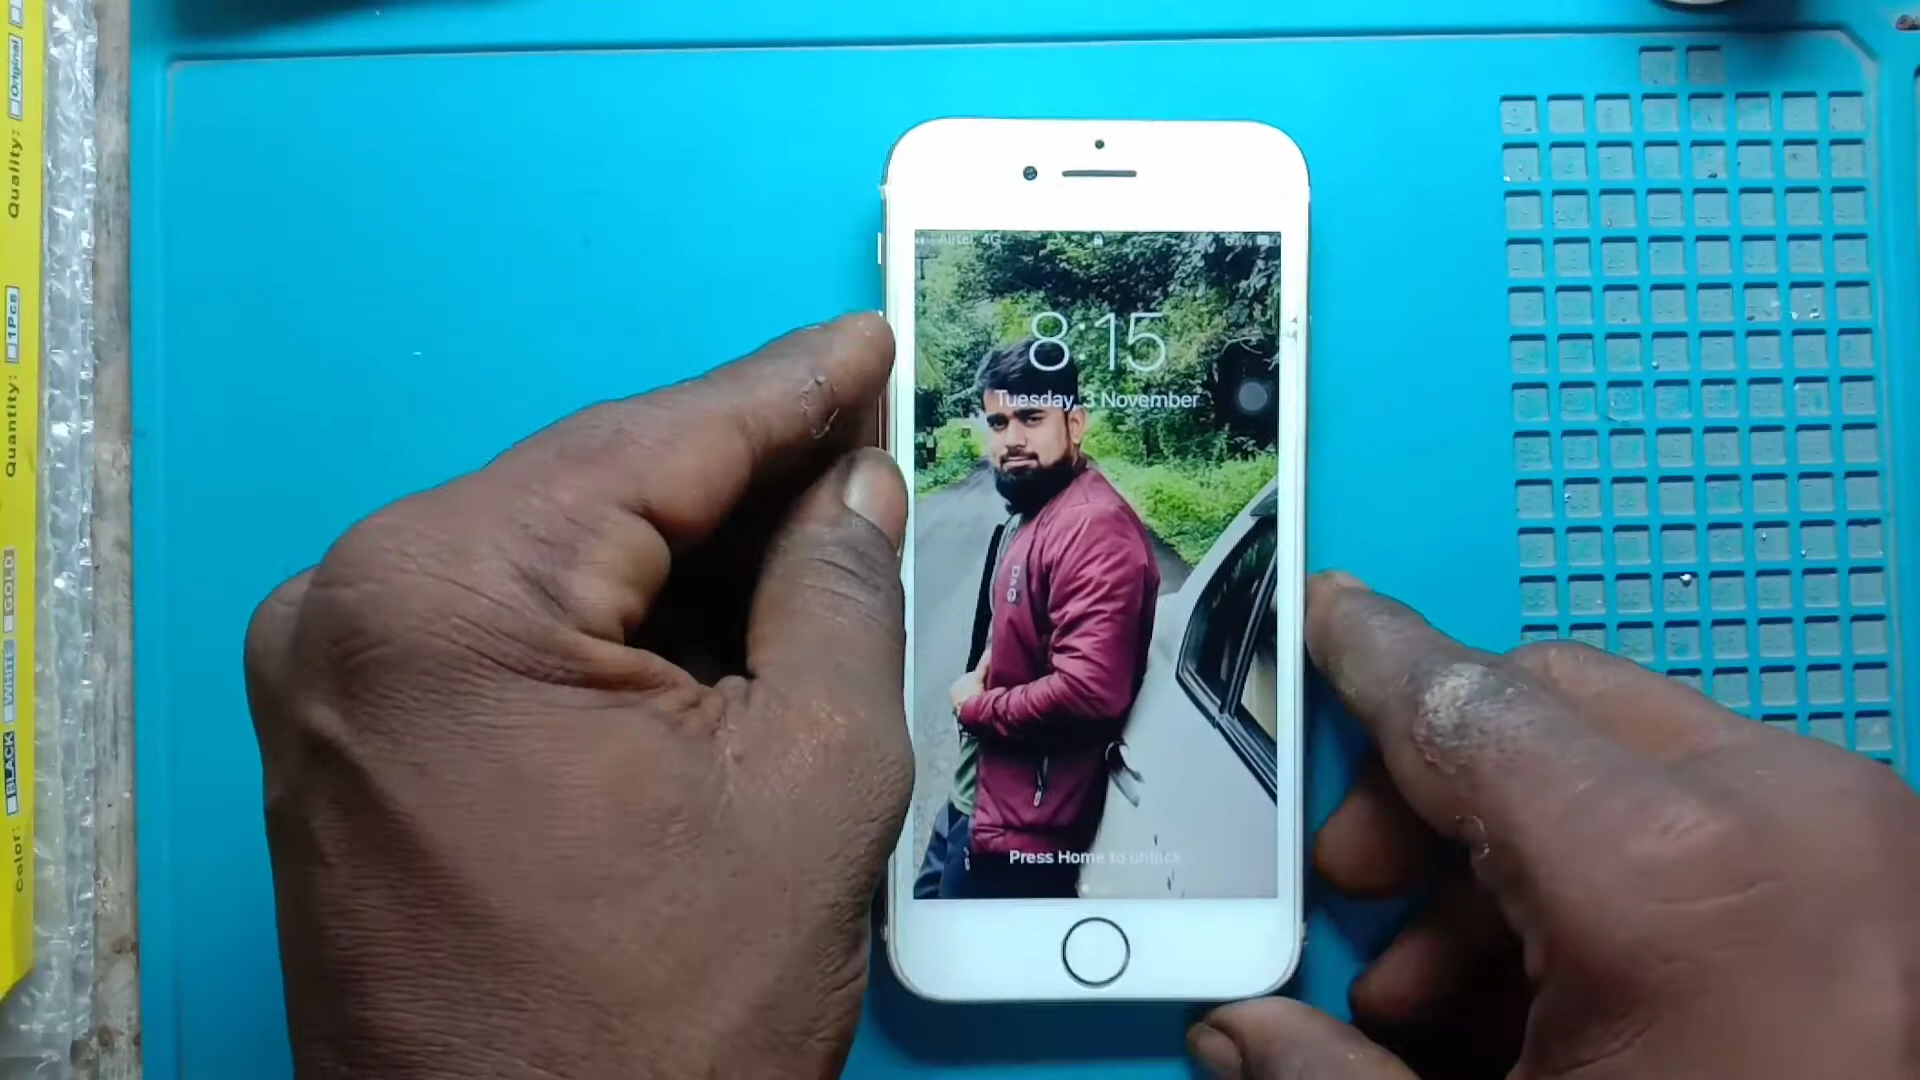 Airtel 4G
81%
8:15
Tuesday, 3 November
Press Home to unlock
Quality: Original
Quantity: 1Pcs
Color: BLACK WHITE GOLD